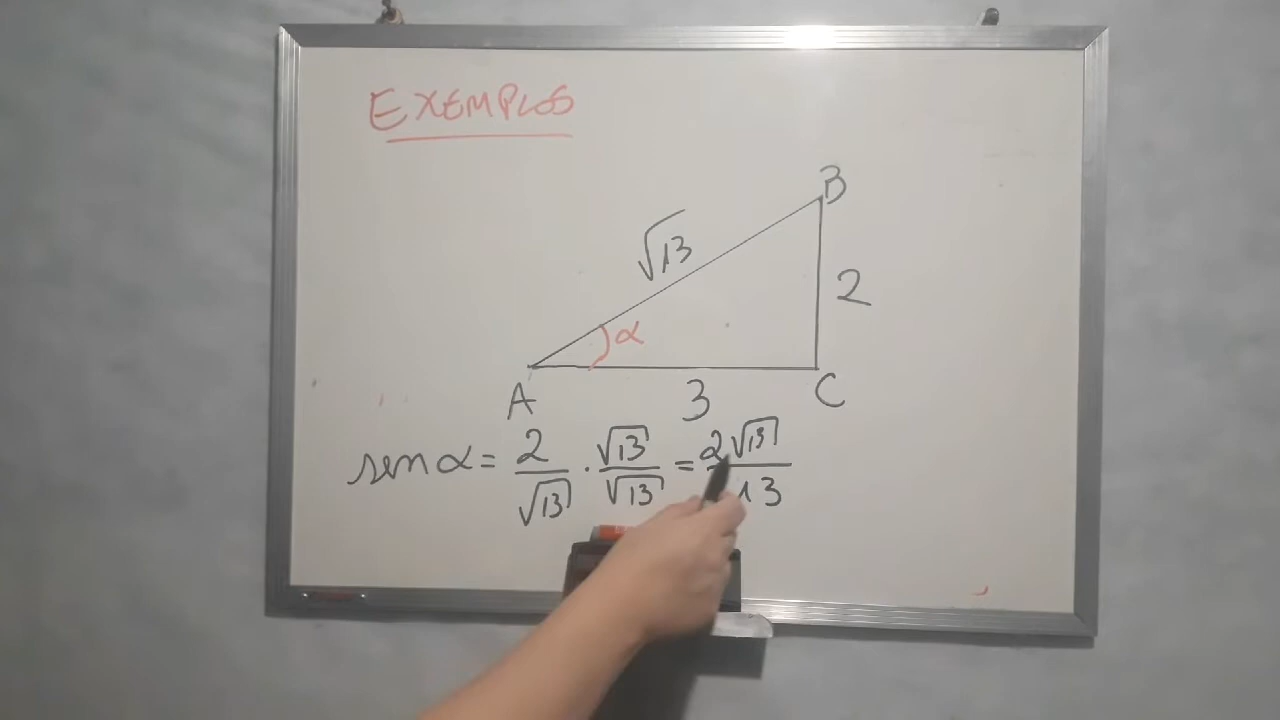 EXEMPLOS
B
√13
2
α
A
3
C
sen α = 2/√13 · √13/√13 = 2√13/13